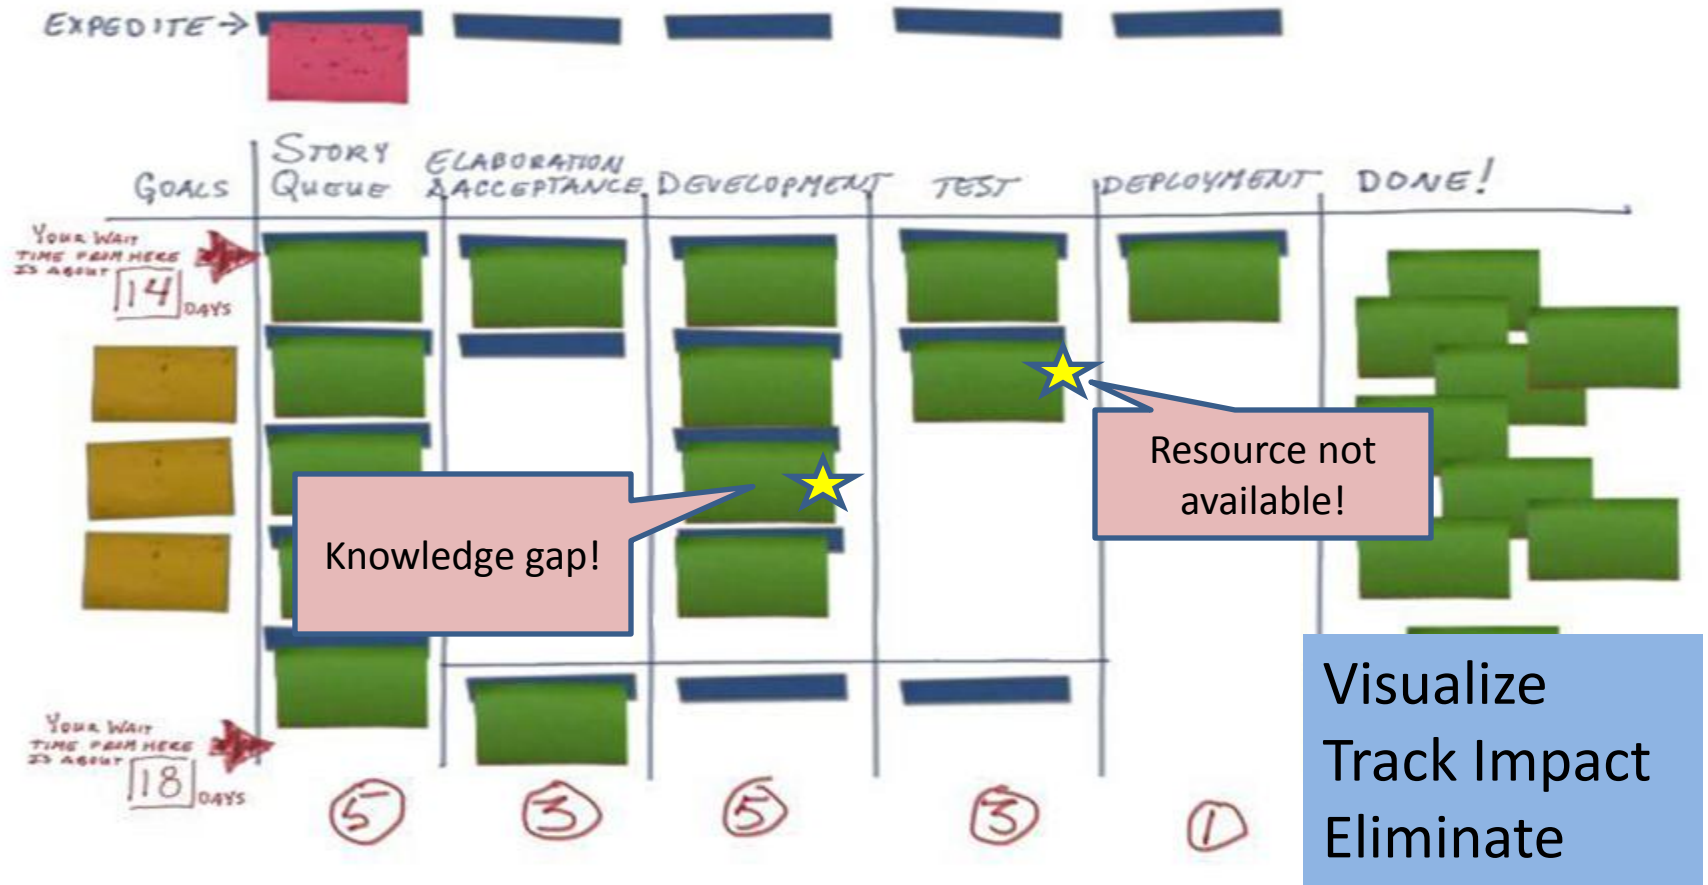 EXPEDITE →
GOALS
STORY
QUEUE
ELABORATION
& ACCEPTANCE
DEVELOPMENT
TEST
DEPLOYMENT
DONE!
YOUR WAIT
TIME FROM HERE
IS ABOUT
14
DAYS
Resource not
available!
Knowledge gap!
YOUR WAIT
TIME FROM HERE
IS ABOUT
18
DAYS
5
3
5
3
1
Visualize
Track Impact
Eliminate